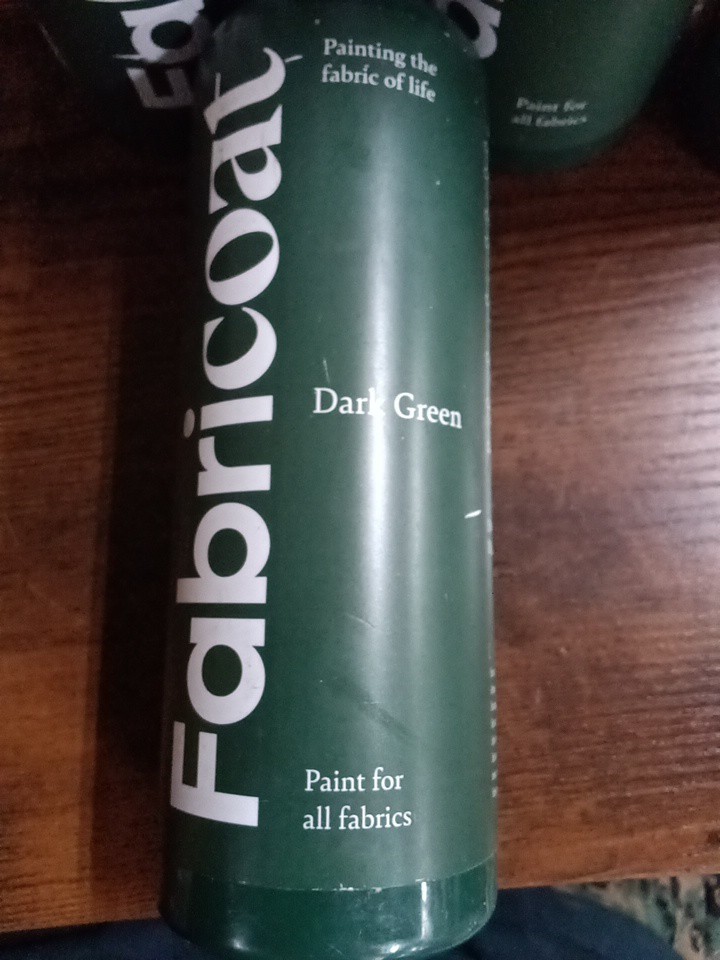 Fabricoat
Painting the
fabric of life
Dark Green
Paint for
all fabrics
Paint for
all fabrics